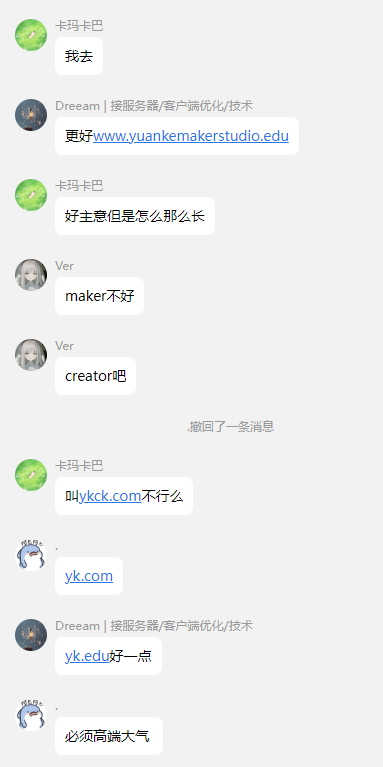 卡玛卡巴
我去
Dreeam | 接服务器/客户端优化/技术
更好www.yuankemakerstudio.edu
卡玛卡巴
好主意但是怎么那么长
Ver
maker不好
Ver
creator吧
.撤回了一条消息
卡玛卡巴
叫ykck.com不行么
.
yk.com
Dreeam | 接服务器/客户端优化/技术
yk.edu好一点
.
必须高端大气